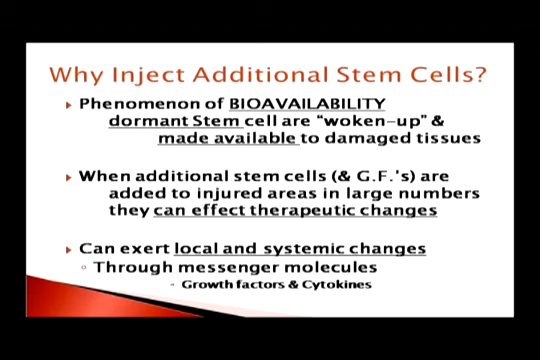 Why Inject Additional Stem Cells?
Phenomenon of BIOAVAILABILITY
dormant Stem cell are “woken-up” &
made available to damaged tissues
When additional stem cells (& G.F.'s) are
added to injured areas in large numbers
they can effect therapeutic changes
Can exert local and systemic changes
Through messenger molecules
Growth factors & Cytokines